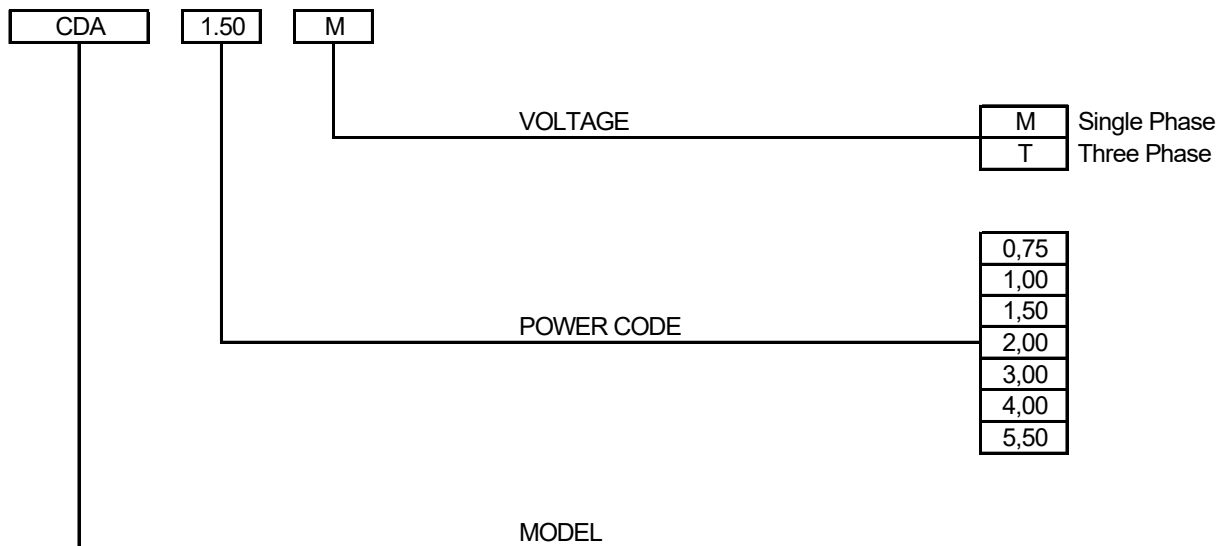 CDA 1.50 M
VOLTAGE M Single Phase
T Three Phase
0,75
1,00
1,50
POWER CODE
2,00
3,00
4,00
5,50
MODEL